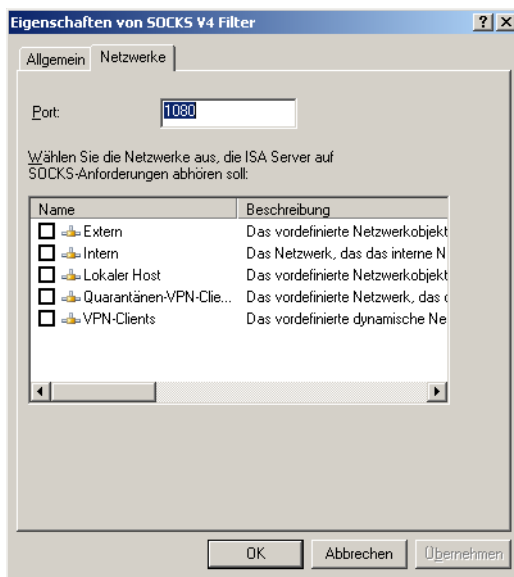 Eigenschaften von SOCKS V4 Filter
Allgemein Netzwerke
Port: 1080
Wählen Sie die Netzwerke aus, die ISA Server auf
SOCKS-Anforderungen abhören soll:
Name Beschreibung
Extern Das vordefinierte Netzwerkobjekt
Intern Das Netzwerk, das das interne N
Lokaler Host Das vordefinierte Netzwerkobjekt
Quarantänen-VPN-Clie... Das vordefinierte Netzwerk, das d
VPN-Clients Das vordefinierte dynamische Ne
OK Abbrechen Übernehmen